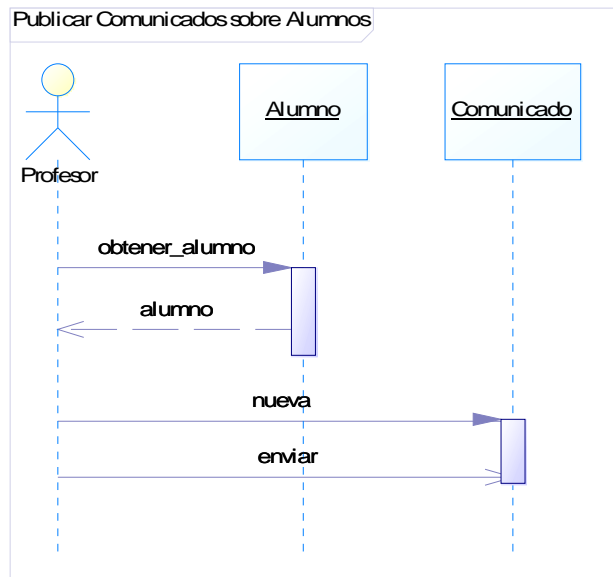 Publicar Comunicados sobre Alumnos
Alumno
Comunicado
Profesor
obtener_alumno
alumno
nueva
enviar